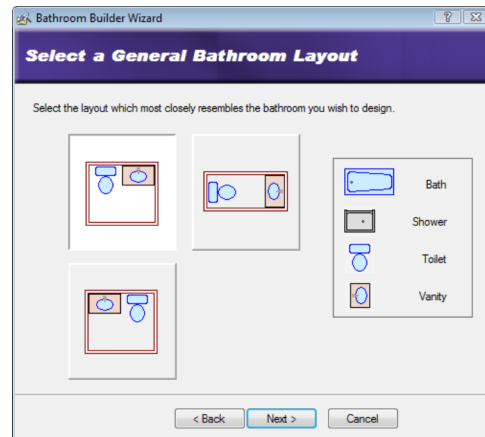 Bathroom Builder Wizard
Select a General Bathroom Layout
Select the layout which most closely resembles the bathroom you wish to design.
Bath
Shower
Toilet
Vanity
< Back Next > Cancel